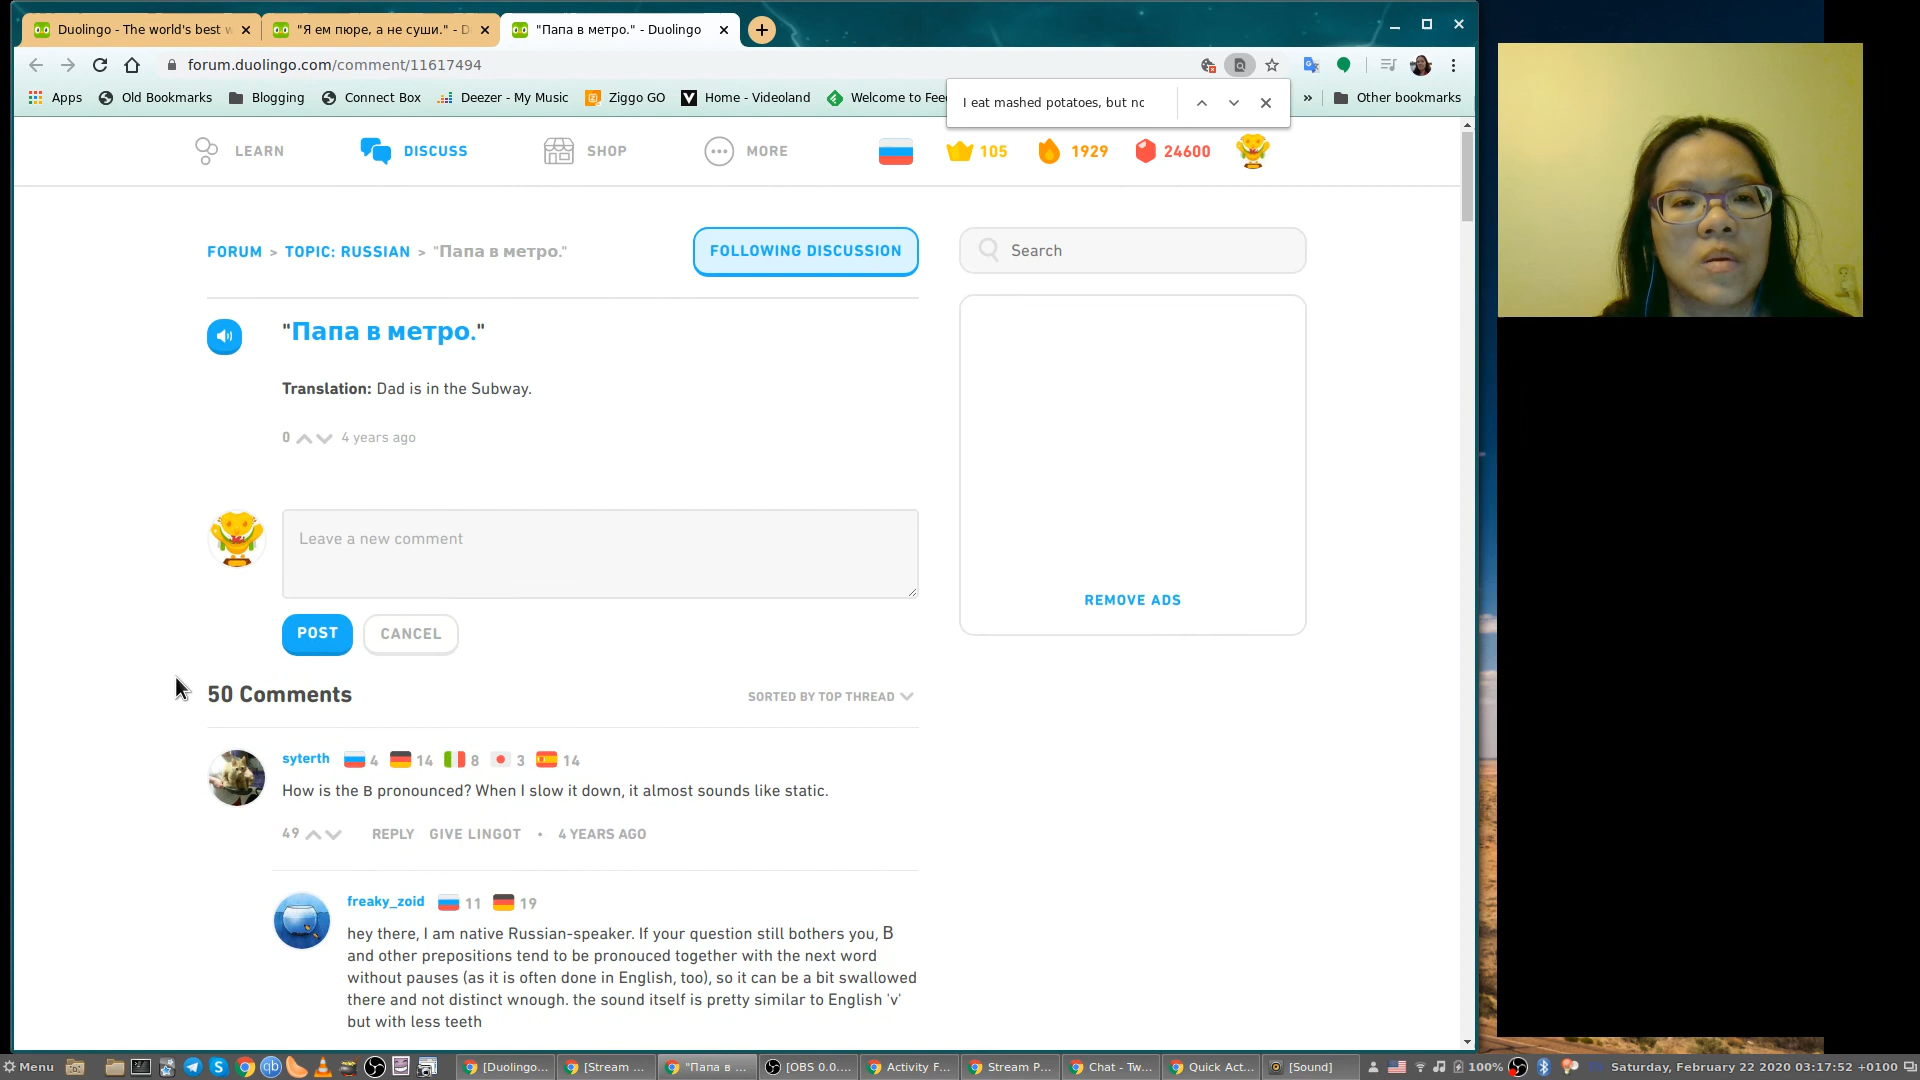 Duolingo - The world's best w
"Я ем пюре, а не суши." - D
"Папа в метро." - Duolingo
forum.duolingo.com/comment/11617494
Apps
Old Bookmarks
Blogging
Connect Box
Deezer - My Music
Ziggo GO
Home - Videoland
Welcome to Fee
»
Other bookmarks
I eat mashed potatoes, but no
LEARN
DISCUSS
SHOP
MORE
105
1929
24600
FORUM > TOPIC: RUSSIAN > "Папа в метро."
FOLLOWING DISCUSSION
Search
"Папа в метро."
Translation: Dad is in the Subway.
0
4 years ago
Leave a new comment
REMOVE ADS
POST
CANCEL
50 Comments
SORTED BY TOP THREAD
syterth 4 14 8 3 14
How is the в pronounced? When I slow it down, it almost sounds like static.
49 REPLY GIVE LINGOT • 4 YEARS AGO
freaky_zoid 11 19
hey there, I am native Russian-speaker. If your question still bothers you, В
and other prepositions tend to be pronouced together with the next word
without pauses (as it is often done in English, too), so it can be a bit swallowed
there and not distinct wnough. the sound itself is pretty similar to English 'v'
but with less teeth
Menu
[Duolingo...
[Stream ...
"Папа в ...
[OBS 0.0....
Activity F...
Stream P...
Chat - Tw...
Quick Act...
[Sound]
100%
Saturday, February 22 2020 03:17:52 +0100